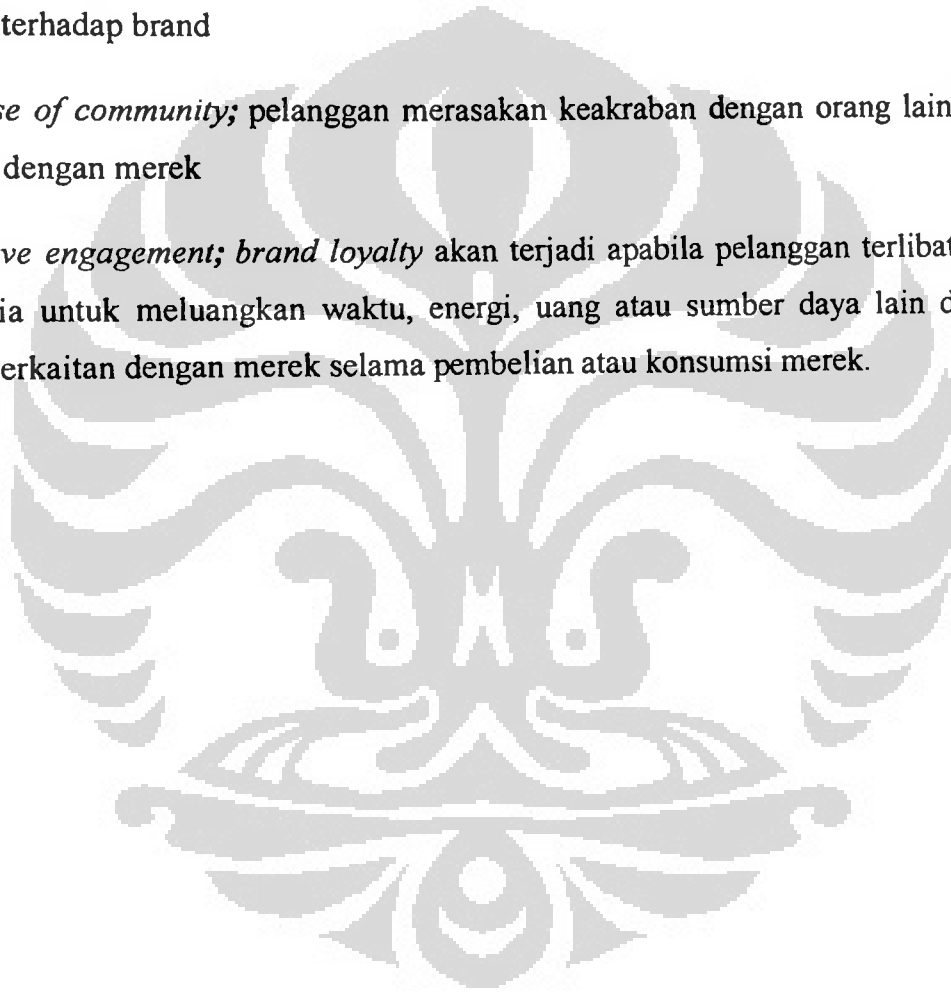 terhadap brand
se of community; pelanggan merasakan keakraban dengan orang lain
dengan merek
ve engagement; brand loyalty akan terjadi apabila pelanggan terlibat
ia untuk meluangkan waktu, energi, uang atau sumber daya lain d
erkaitan dengan merek selama pembelian atau konsumsi merek.